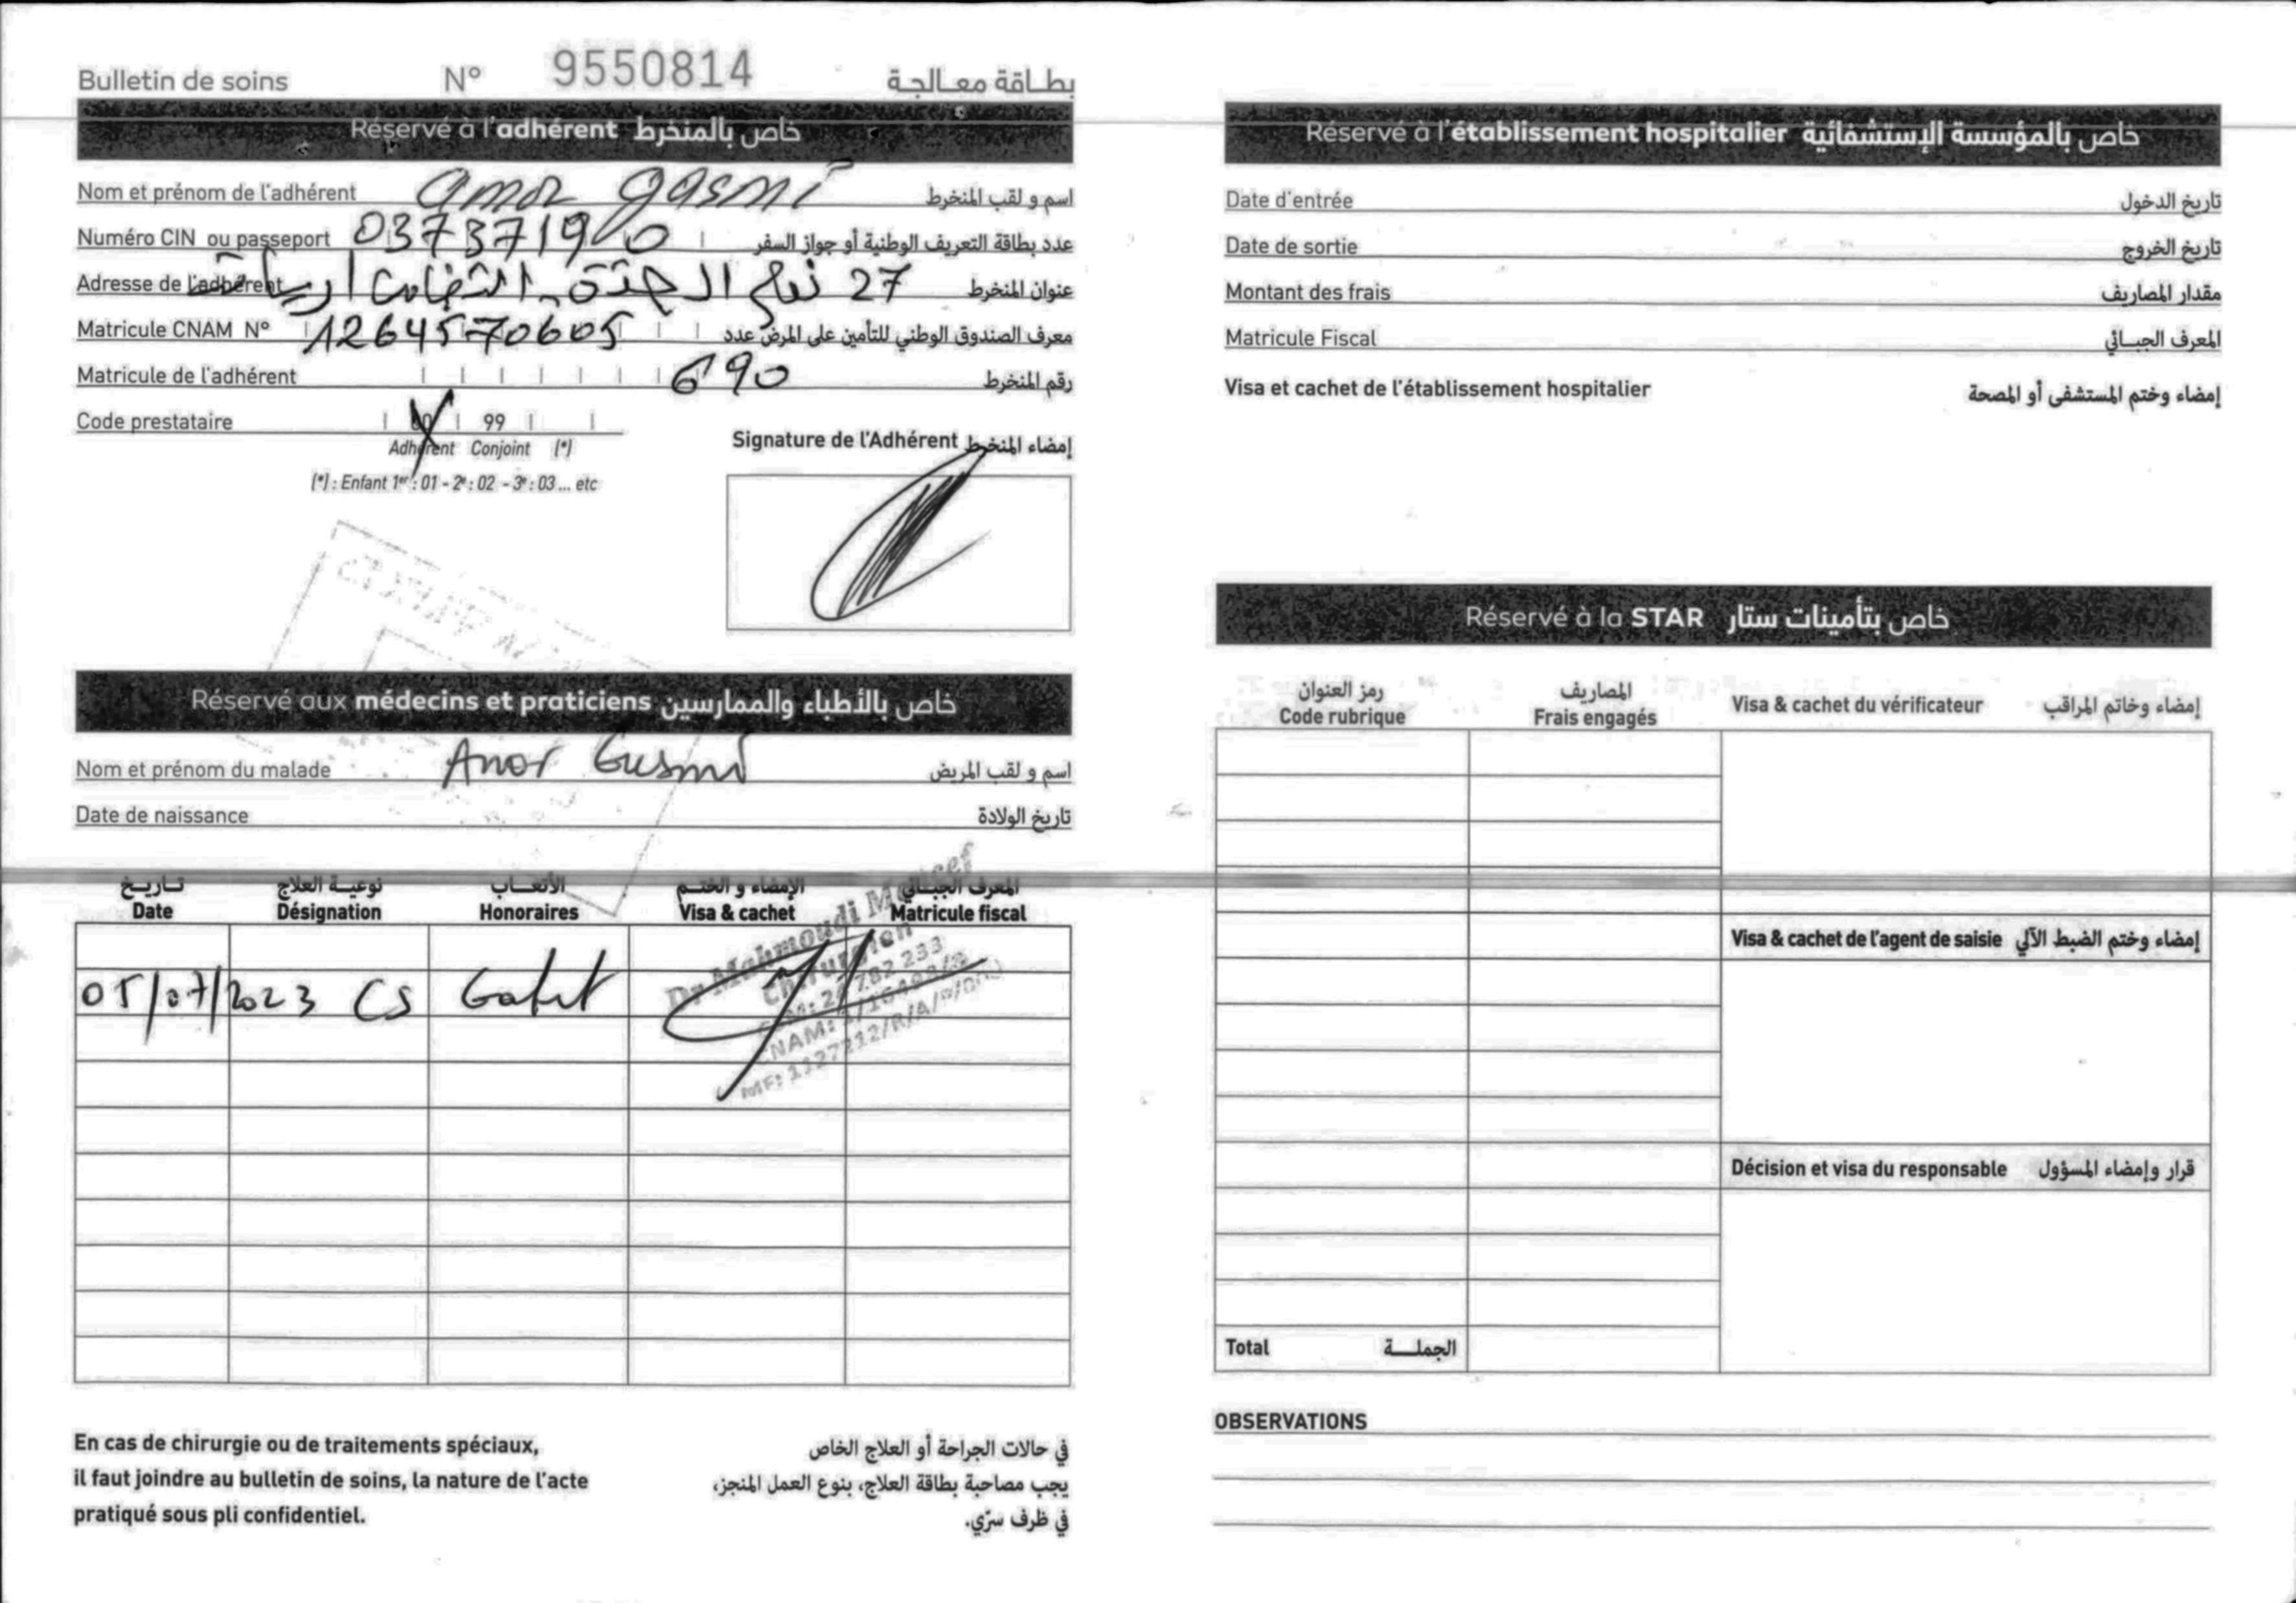 Bulletin de soins N° 9550814 بطاقة معالجة
Réservé à l'adhérent خاص بالمنخرط
Nom et prénom de l'adhérent amor gasmi اسم و لقب المنخرط
Numéro CIN ou passeport عدد بطاقة التعريف الوطنية أو جواز السفر
Adresse de l'adhérent 27 نهج عنوان المنخرط
Matricule CNAM N° 1264570605 معرف الصندوق الوطني للتأمين على المرض عدد
Matricule de l'adhérent 690 رقم المنخرط
Code prestataire 00 99
Adhérent Conjoint (*)
(*) : Enfant 1er : 01 - 2e : 02 - 3e : 03 ... etc
Signature de l'Adhérent إمضاء المنخرط
Réservé aux médecins et praticiens خاص بالأطباء والممارسين
Nom et prénom du malade Amor Gasmi اسم و لقب المريض
Date de naissance تاريخ الولادة
تاريخ نوعية العلاج الأتعاب الإمضاء و الختم المعرف الجبائي
Date Désignation Honoraires Visa & cachet Matricule fiscal
05/07/2023 CS
Dr Mahmoudi Moncef
Chirurgien
En cas de chirurgie ou de traitements spéciaux,
il faut joindre au bulletin de soins, la nature de l'acte
pratiqué sous pli confidentiel.
في حالات الجراحة أو العلاج الخاص
يجب مصاحبة بطاقة العلاج، بنوع العمل المنجز،
في ظرف سرّي.
Réservé à l'établissement hospitalier خاص بالمؤسسة الإستشفائية
Date d'entrée تاريخ الدخول
Date de sortie تاريخ الخروج
Montant des frais مقدار المصاريف
Matricule Fiscal المعرف الجبائي
Visa et cachet de l'établissement hospitalier إمضاء وختم المستشفى أو المصحة
Réservé à la STAR خاص بتأمينات ستار
رمز العنوان المصاريف
Code rubrique Frais engagés Visa & cachet du vérificateur إمضاء وخاتم المراقب
Visa & cachet de l'agent de saisie إمضاء وختم الضبط الآلي
Décision et visa du responsable قرار وإمضاء المسؤول
Total الجملة
OBSERVATIONS